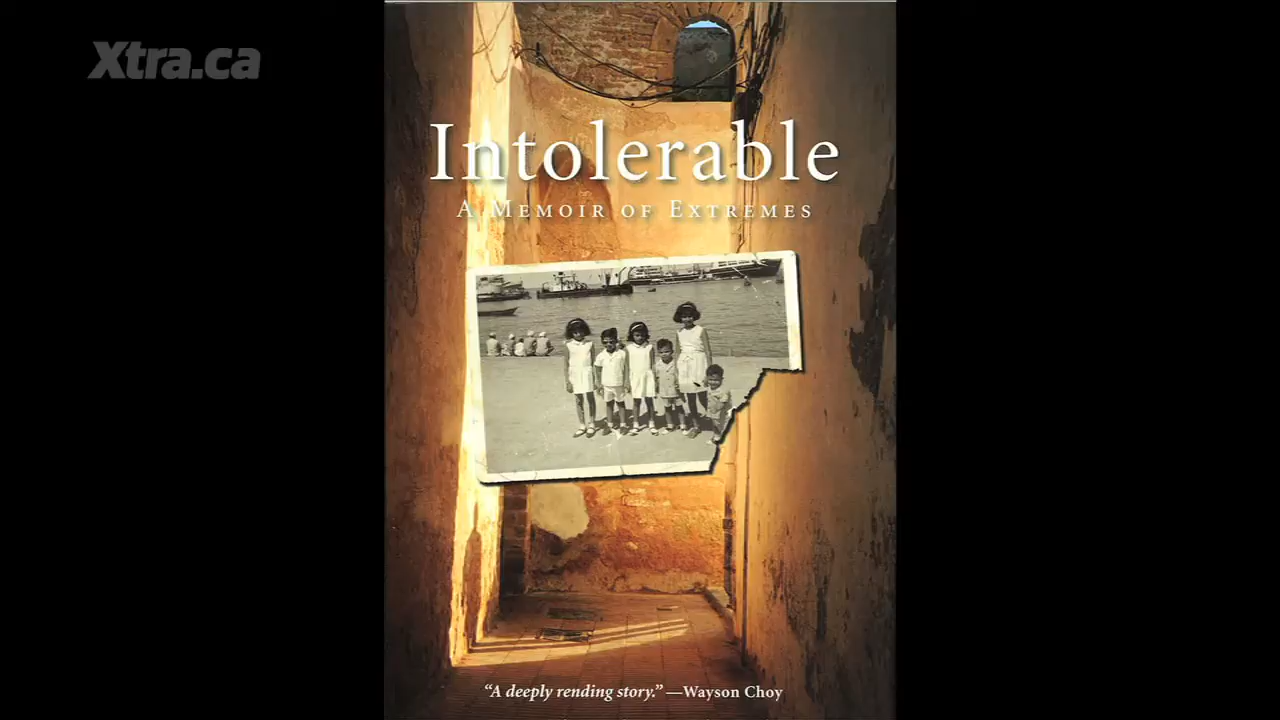 Xtra.ca
Intolerable
A Memoir of Extremes
“A deeply rending story.” —Wayson Choy